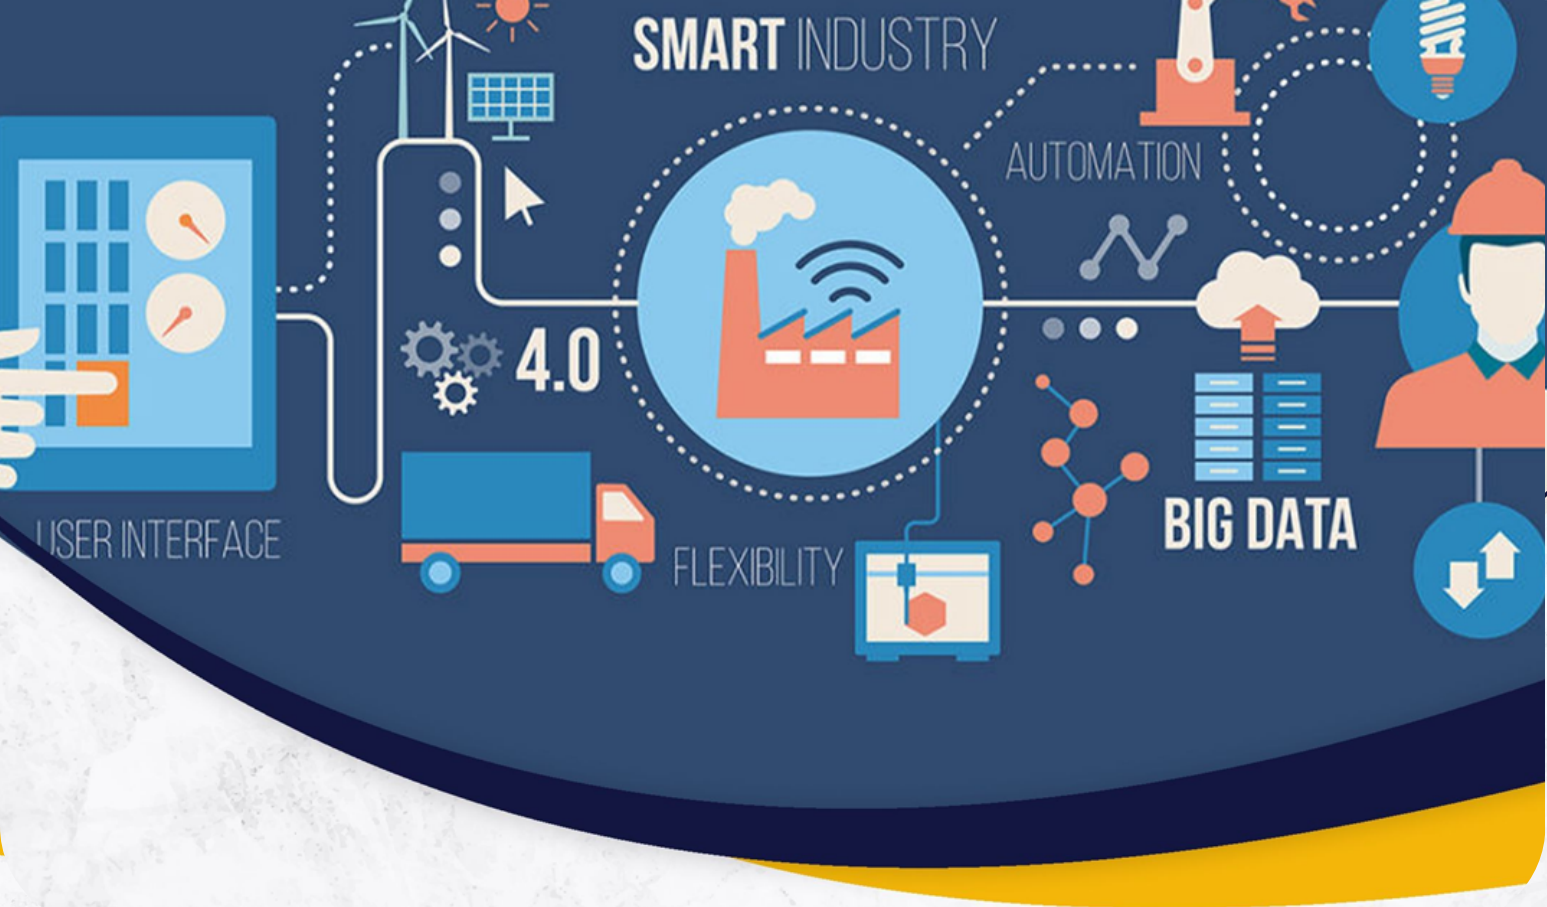 SMART INDUSTRY
AUTOMATION
4.0
BIG DATA
USER INTERFACE
FLEXIBILITY